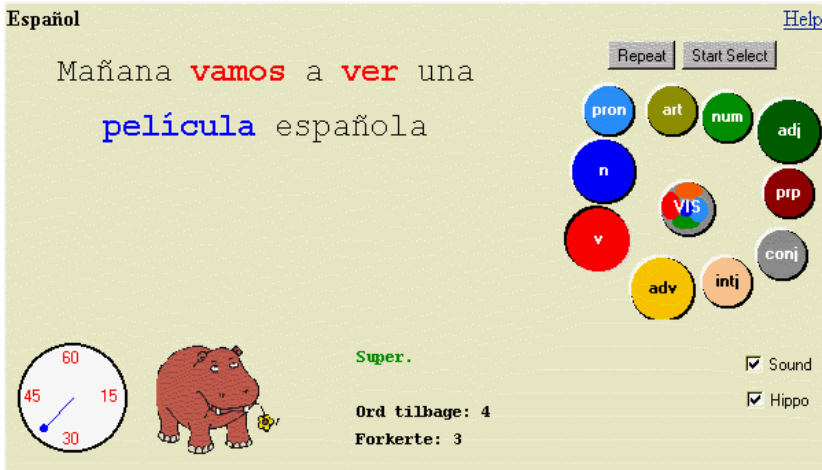 Español
Help
Mañana vamos a ver una
película española
Repeat
Start Select
pron
art
num
adj
n
VIS
prp
v
conj
adv
intj
60
45
15
30
Super.
Ord tilbage: 4
Forkerte: 3
Sound
Hippo